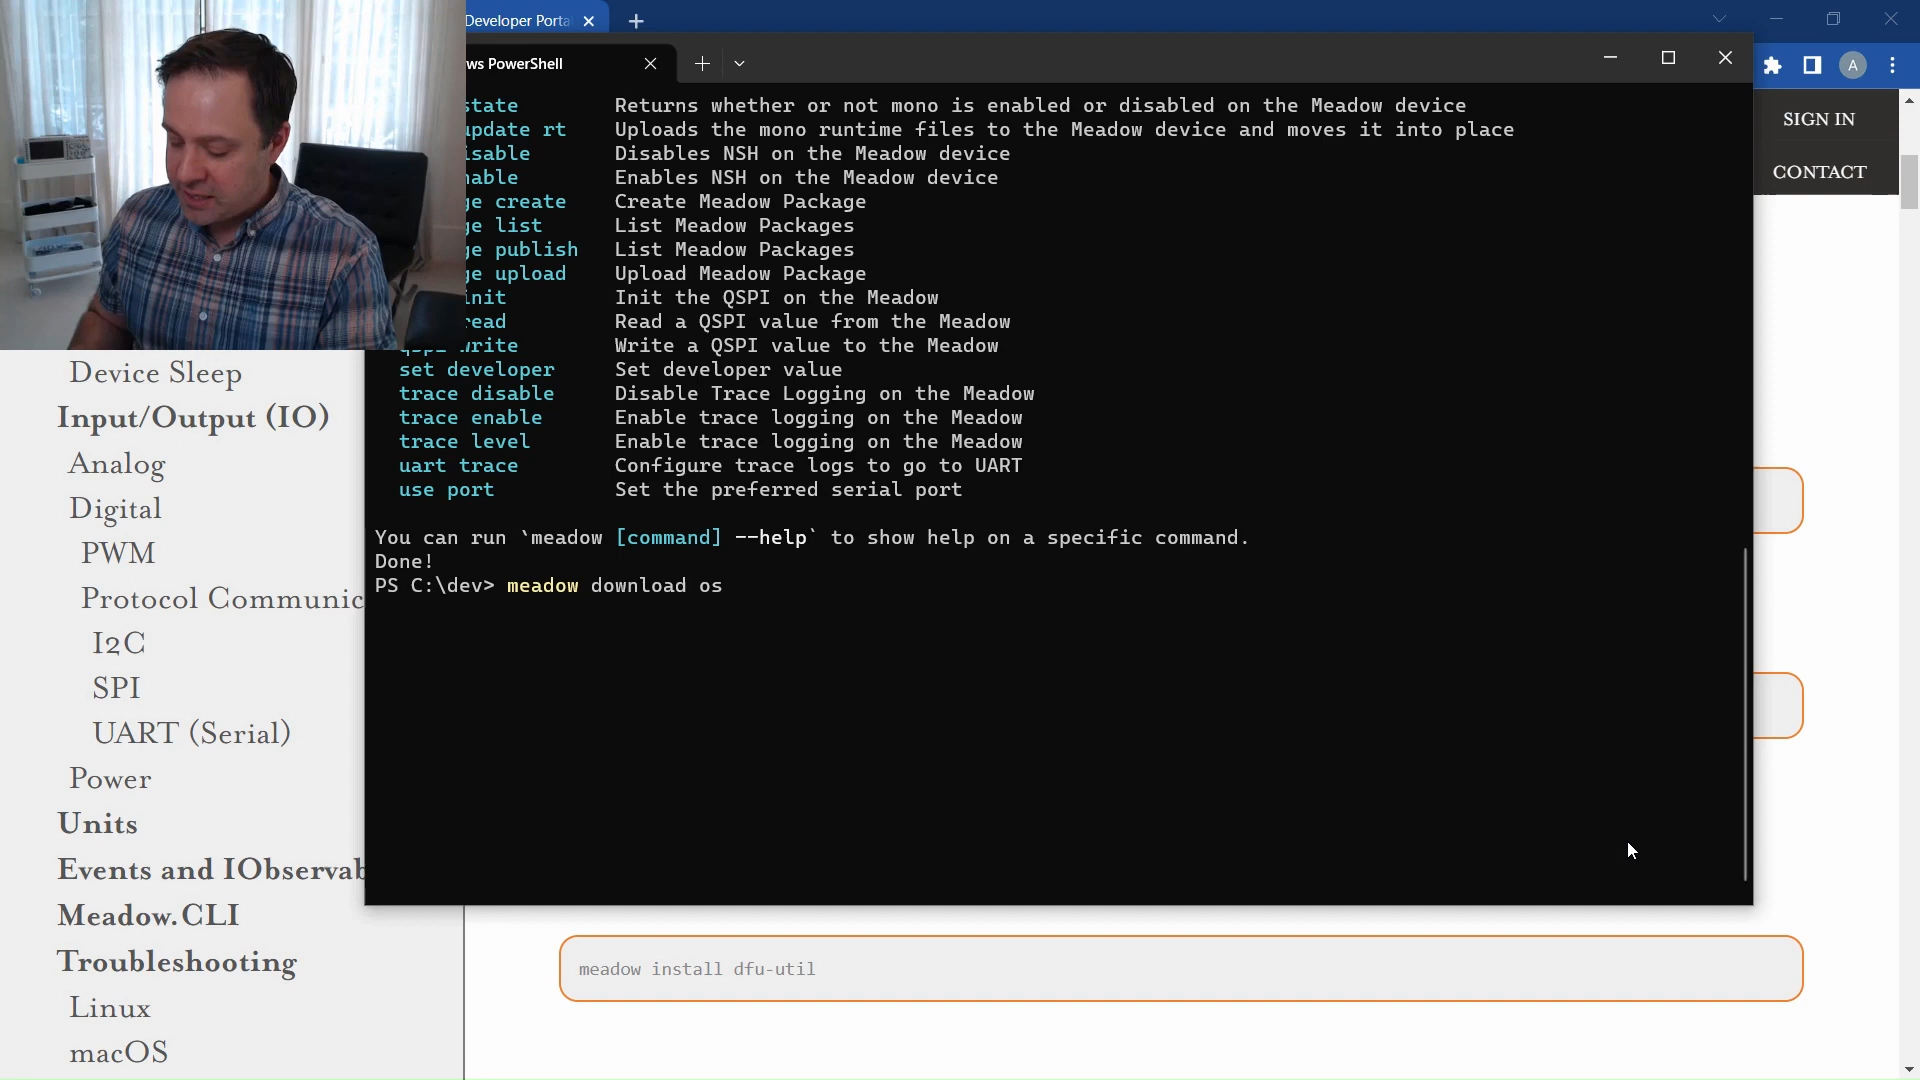 Developer Porta
ws PowerShell
A
SIGN IN
CONTACT
state Returns whether or not mono is enabled or disabled on the Meadow device
update rt Uploads the mono runtime files to the Meadow device and moves it into place
isable Disables NSH on the Meadow device
nable Enables NSH on the Meadow device
ge create Create Meadow Package
ge list List Meadow Packages
ge publish List Meadow Packages
ge upload Upload Meadow Package
init Init the QSPI on the Meadow
read Read a QSPI value from the Meadow
qspi write Write a QSPI value to the Meadow
set developer Set developer value
trace disable Disable Trace Logging on the Meadow
trace enable Enable trace logging on the Meadow
trace level Enable trace logging on the Meadow
uart trace Configure trace logs to go to UART
use port Set the preferred serial port
You can run `meadow [command] --help` to show help on a specific command.
Done!
PS C:\dev> meadow download os
Device Sleep
Input/Output (IO)
Analog
Digital
PWM
Protocol Communic
I2C
SPI
UART (Serial)
Power
Units
Events and IObservab
Meadow.CLI
Troubleshooting
Linux
macOS
meadow install dfu-util